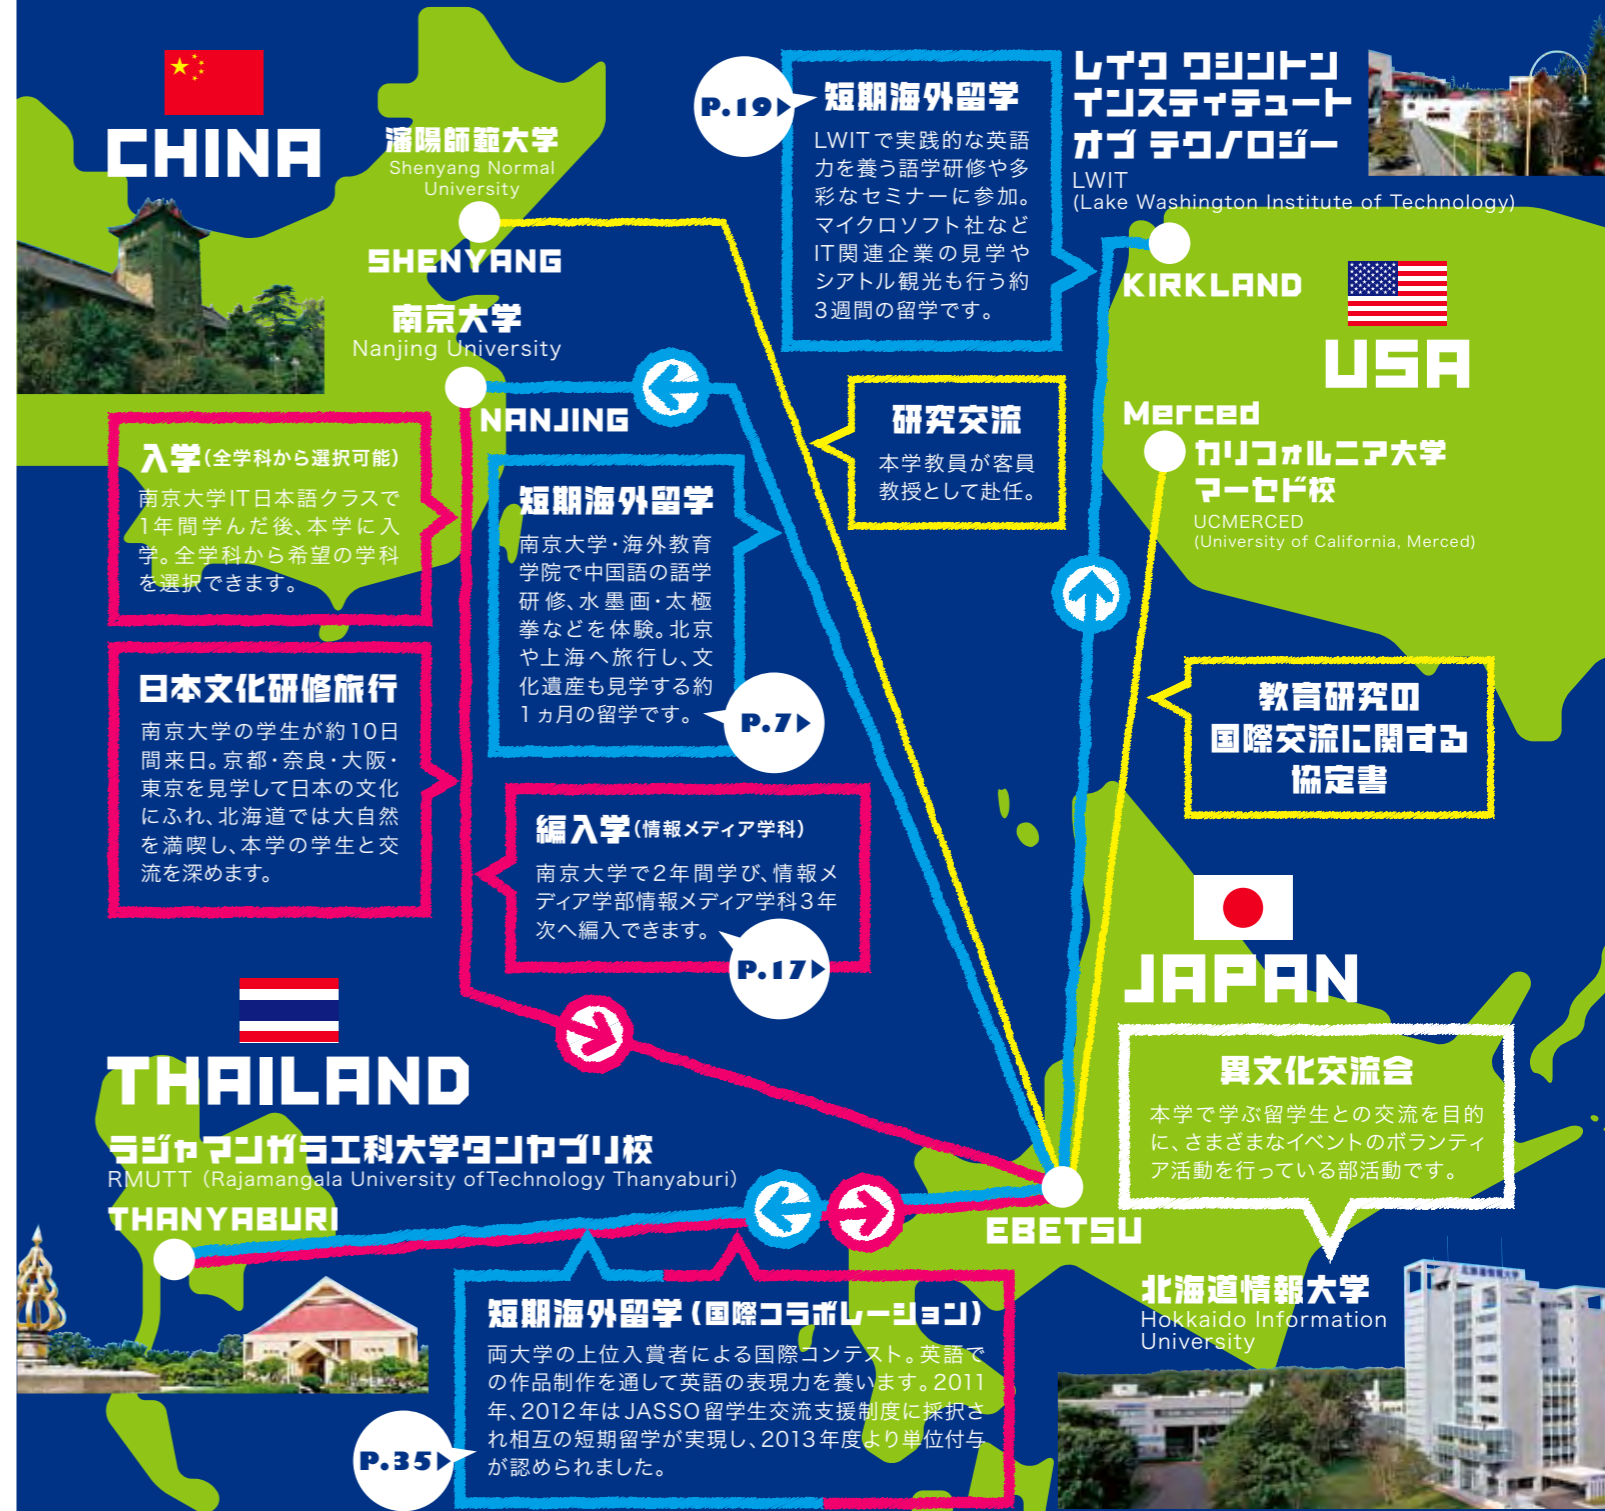 CHINA
瀋陽師範大学
Shenyang Normal
University
SHENYANG
南京大学
Nanjing University
NANJING
入学(全学科から選択可能)
南京大学IT日本語クラスで
1年間学んだ後、本学に入
学。全学科から希望の学科
を選択できます。
日本文化研修旅行
南京大学の学生が約10日
間来日。京都・奈良・大阪・
東京を見学して日本の文化
にふれ、北海道では大自然
を満喫し、本学の学生と交
流を深めます。
短期海外留学
南京大学・海外教育
学院で中国語の語学
研修、水墨画・太極
拳などを体験。北京
や上海へ旅行し、文
化遺産も見学する約
1ヵ月の留学です。
P.7
編入学(情報メディア学科)
南京大学で2年間学び、情報メ
ディア学部情報メディア学科3年
次へ編入できます。
P.17
P.19
短期海外留学
LWITで実践的な英語
力を養う語学研修や多
彩なセミナーに参加。
マイクロソフト社など
IT関連企業の見学や
シアトル観光も行う約
3週間の留学です。
レイク ワシントン
インスティテュート
オブ テクノロジー
LWIT
(Lake Washington Institute of Technology)
KIRKLAND
USA
研究交流
本学教員が客員
教授として赴任。
Merced
カリフォルニア大学
マーセド校
UCMERCED
(University of California, Merced)
教育研究の
国際交流に関する
協定書
JAPAN
異文化交流会
本学で学ぶ留学生との交流を目的
に、さまざまなイベントのボランティ
ア活動を行っている部活動です。
EBETSU
北海道情報大学
Hokkaido Information
University
北海道情報大学
THAILAND
ラジャマンガラ工科大学タンヤブリ校
RMUTT (Rajamangala University ofTechnology Thanyaburi)
THANYABURI
短期海外留学(国際コラボレーション)
両大学の上位入賞者による国際コンテスト。英語で
の作品制作を通して英語の表現力を養います。2011
年、2012年はJASSO留学生交流支援制度に採択さ
れ相互の短期留学が実現し、2013年度より単位付与
が認められました。
P.35